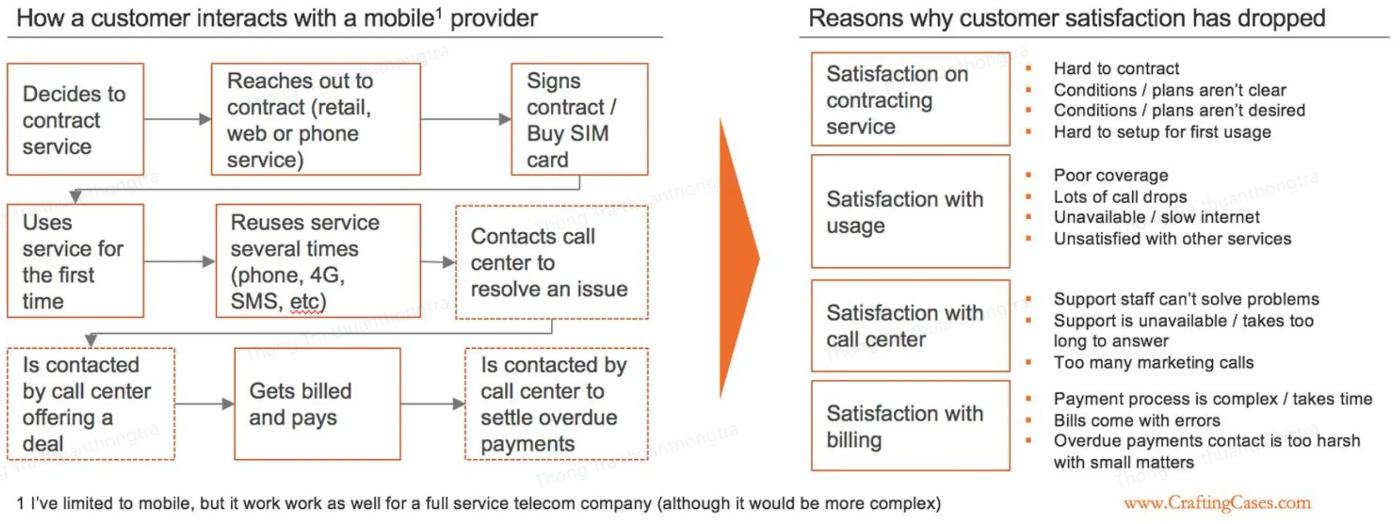 How a customer interacts with a mobile¹ provider
Decides to
contract
service
Reaches out to
contract (retail,
web or phone
service)
Signs
contract /
Buy SIM
card
Uses
service for
the first
time
Reuses service
several times
(phone, 4G,
SMS, etc)
Contacts call
center to
resolve an issue
Is contacted
by call center
offering a
deal
Gets billed
and pays
Is contacted by
call center to
settle overdue
payments
Reasons why customer satisfaction has dropped
Satisfaction on
contracting
service
▪ Hard to contract
▪ Conditions / plans aren't clear
▪ Conditions / plans aren't desired
▪ Hard to setup for first usage
Satisfaction with
usage
▪ Poor coverage
▪ Lots of call drops
▪ Unavailable / slow internet
▪ Unsatisfied with other services
Satisfaction with
call center
▪ Support staff can't solve problems
▪ Support is unavailable / takes too
long to answer
▪ Too many marketing calls
Satisfaction with
billing
▪ Payment process is complex / takes time
▪ Bills come with errors
▪ Overdue payments contact is too harsh
with small matters
1 I've limited to mobile, but it work work as well for a full service telecom company (although it would be more complex)
www.CraftingCases.com
Thong Tra thuanthongtra